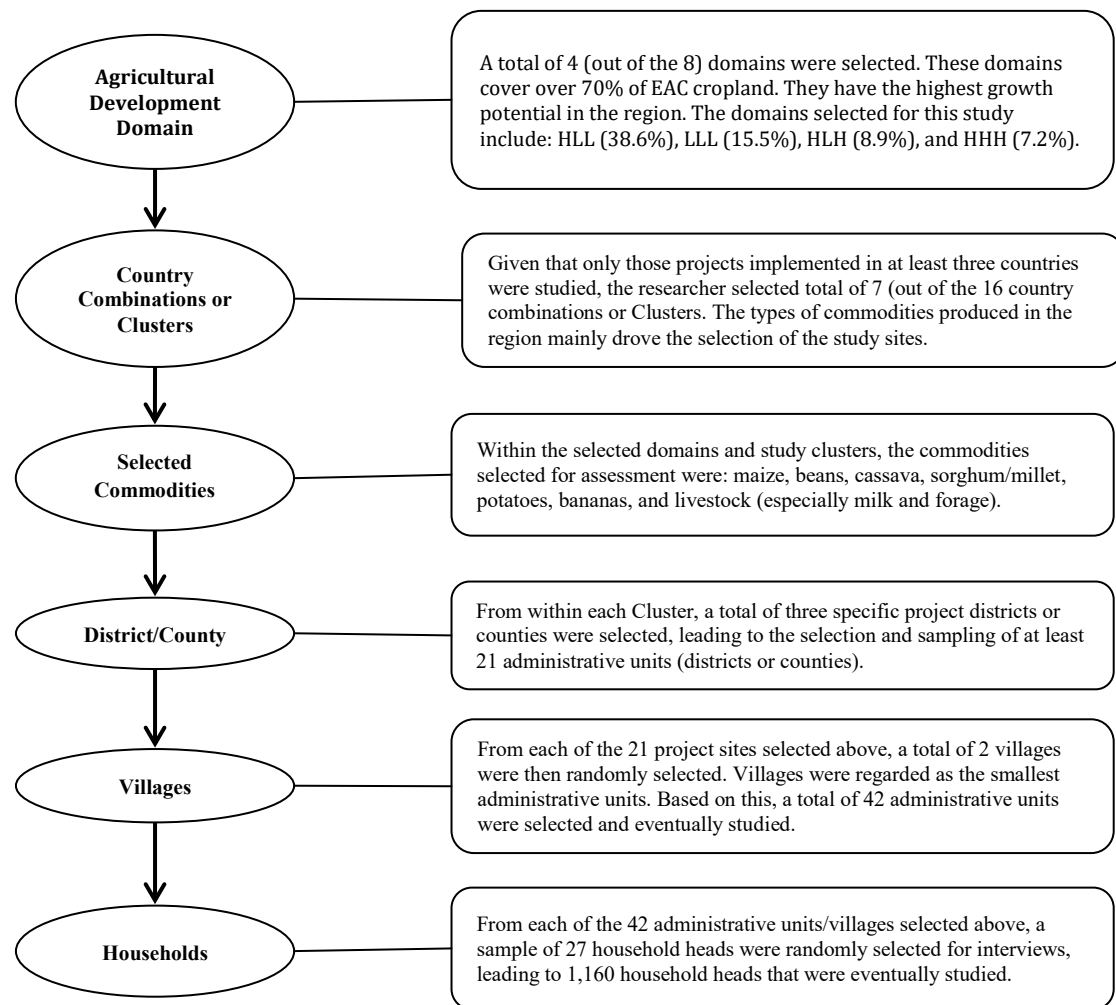 Agricultural
Development
Domain
A total of 4 (out of the 8) domains were selected. These domains
cover over 70% of EAC cropland. They have the highest growth
potential in the region. The domains selected for this study
include: HLL (38.6%), LLL (15.5%), HLH (8.9%), and HHH (7.2%).
Country
Combinations or
Clusters
Given that only those projects implemented in at least three countries
were studied, the researcher selected total of 7 (out of the 16 country
combinations or Clusters. The types of commodities produced in the
region mainly drove the selection of the study sites.
Selected
Commodities
Within the selected domains and study clusters, the commodities
selected for assessment were: maize, beans, cassava, sorghum/millet,
potatoes, bananas, and livestock (especially milk and forage).
District/County
From within each Cluster, a total of three specific project districts or
counties were selected, leading to the selection and sampling of at least
21 administrative units (districts or counties).
Villages
From each of the 21 project sites selected above, a total of 2 villages
were then randomly selected. Villages were regarded as the smallest
administrative units. Based on this, a total of 42 administrative units
were selected and eventually studied.
Households
From each of the 42 administrative units/villages selected above, a
sample of 27 household heads were randomly selected for interviews,
leading to 1,160 household heads that were eventually studied.